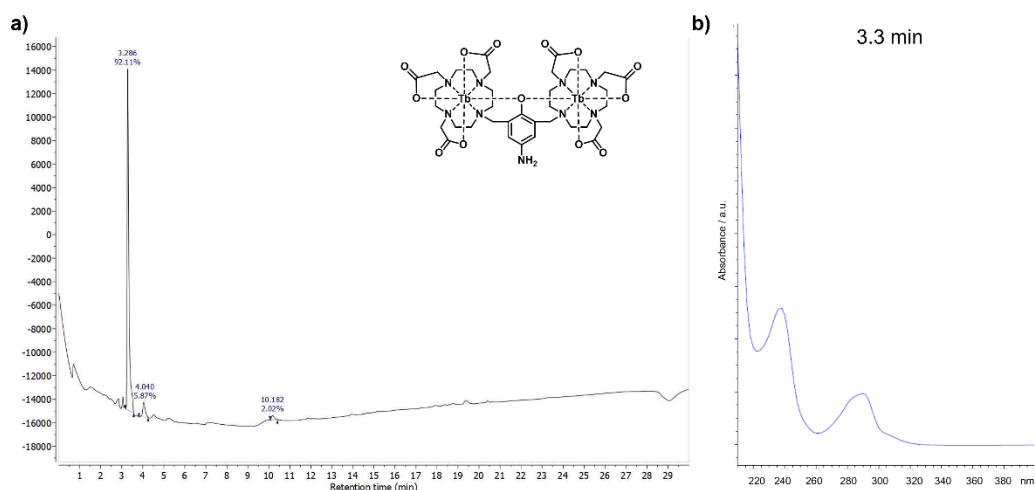 a)
16000
14000
12000
10000
8000
6000
4000
2000
0
-2000
-4000
-6000
-8000
-10000
-12000
-14000
-16000
-18000
3.286
92.11%
4.040
5.87%
10.182
2.02%
1 2 3 4 5 6 7 8 9 10 11 12 13 14 15 16 17 18 19 20 21 22 23 24 25 26 27 28 29
Retention time (min)
O O O O
O O
N N N N
O Tb O Tb O
N N N N
O O
O O
O O
NH2
b)
3.3 min
Absorbance / a.u.
220 240 260 280 300 320 340 360 380 nm